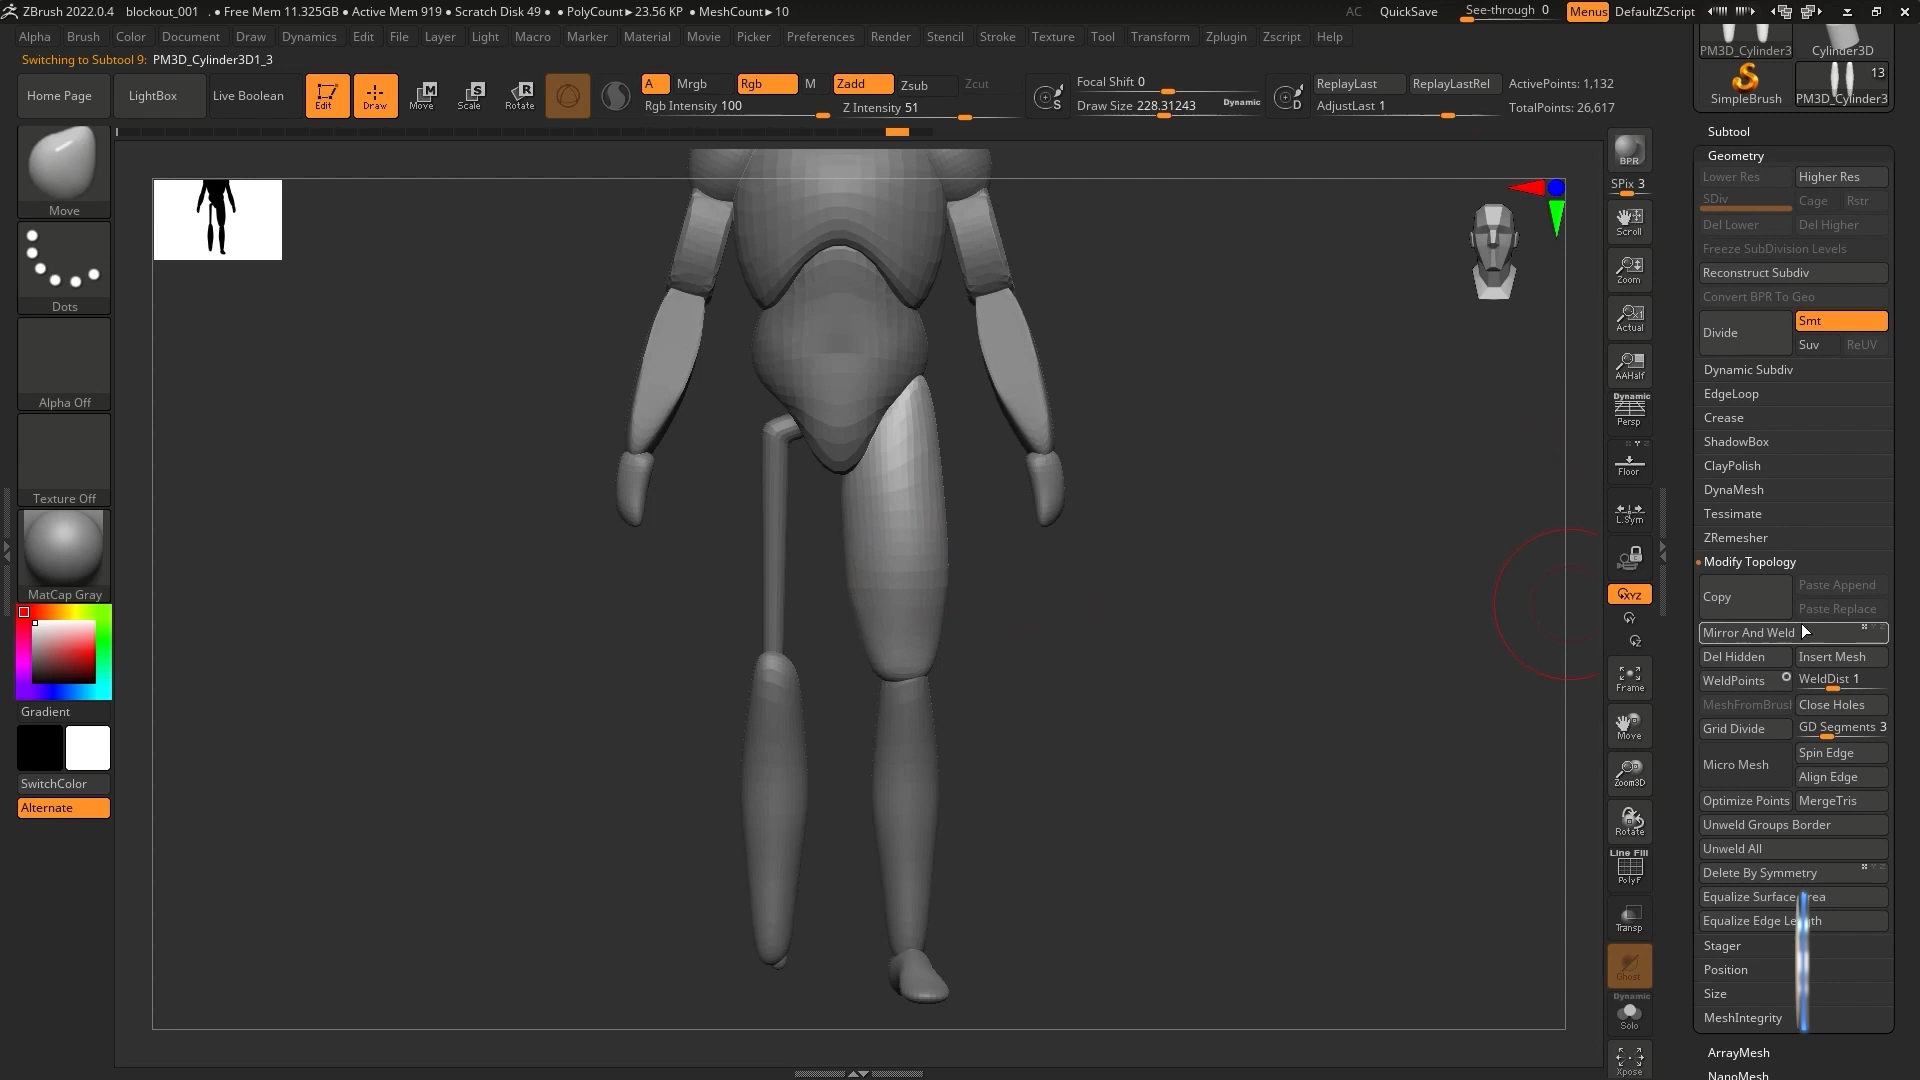 ZBrush 2022.0.4 blockout_001 . ● Free Mem 11.325GB ● Active Mem 919 ● Scratch Disk 49 ● ● PolyCount►23.56 KP ● MeshCount►10
AC QuickSave See-through 0 Menus DefaultZScript
Alpha Brush Color Document Draw Dynamics Edit File Layer Light Macro Marker Material Movie Picker Preferences Render Stencil Stroke Texture Tool Transform Zplugin Zscript Help
Switching to Subtool 9: PM3D_Cylinder3D1_3
Home Page LightBox Live Boolean Edit Draw Move Scale Rotate
A Mrgb Rgb M Zadd Zsub Zcut
Rgb Intensity 100 Z Intensity 51
Focal Shift 0
Draw Size 228.31243 Dynamic
ReplayLast ReplayLastRel ActivePoints: 1,132
AdjustLast 1 TotalPoints: 26,617
Move
Dots
Alpha Off
Texture Off
MatCap Gray
Gradient
SwitchColor
Alternate
BPR
SPix 3
Scroll
Zoom
Actual
AAHalf
Dynamic
Persp
Floor
L.Sym
XYZ
Y
Z
Frame
Move
Zoom3D
Rotate
Line Fill
PolyF
Transp
Ghost
Dynamic
Solo
Xpose
PM3D_Cylinder3 Cylinder3D
13
SimpleBrush PM3D_Cylinder3
Subtool
Geometry
Lower Res Higher Res
SDiv Cage Rstr
Del Lower Del Higher
Freeze SubDivision Levels
Reconstruct Subdiv
Convert BPR To Geo
Divide Smt
Suv ReUV
Dynamic Subdiv
EdgeLoop
Crease
ShadowBox
ClayPolish
DynaMesh
Tessimate
ZRemesher
Modify Topology
Copy Paste Append
Paste Replace
Mirror And Weld
Del Hidden Insert Mesh
WeldPoints WeldDist 1
MeshFromBrush Close Holes
Grid Divide GD Segments 3
Micro Mesh Spin Edge
Align Edge
Optimize Points MergeTris
Unweld Groups Border
Unweld All
Delete By Symmetry
Equalize Surface Area
Equalize Edge Length
Stager
Position
Size
MeshIntegrity
ArrayMesh
NanoMesh